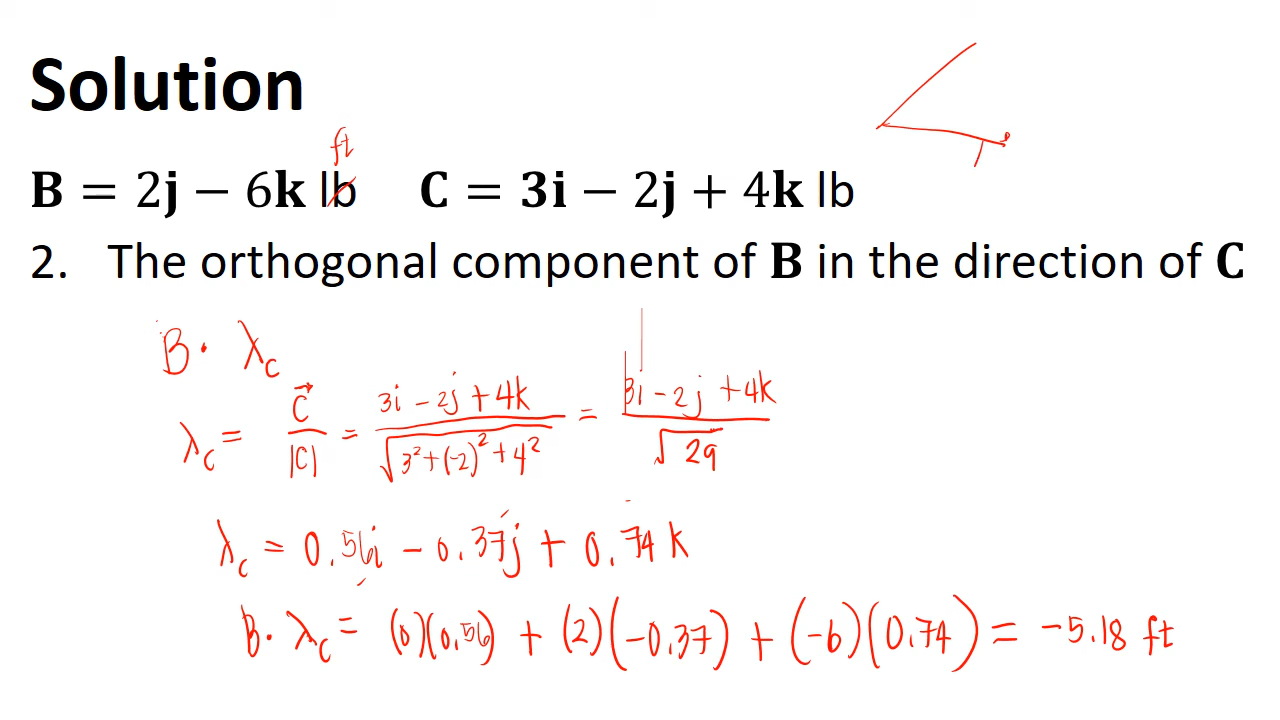 Solution
ft
B = 2j − 6k lb C = 3i − 2j + 4k lb
2. The orthogonal component of B in the direction of C
B · λc
λc = C⃗/|C| = (3i − 2j + 4k)/√(3² + (−2)² + 4²) = (3i − 2j + 4k)/√29
λc = 0.56i − 0.37j + 0.74k
B · λc = (0)(0.56) + (2)(−0.37) + (−6)(0.74) = −5.18 ft